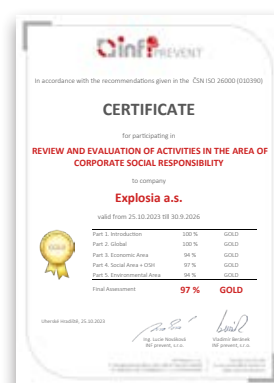 inf PREVENT
In accordance with the recommendations given in the ČSN ISO 26000 (010390)
CERTIFICATE
for participating in
REVIEW AND EVALUATION OF ACTIVITIES IN THE AREA OF
CORPORATE SOCIAL RESPONSIBILITY
to company
Explosia a.s.
valid from 25.10.2023 till 30.9.2026
Part 1. Introduction 100 % GOLD
Part 2. Global 100 % GOLD
Part 3. Economic Area 94 % GOLD
Part 4. Social Area + OSH 97 % GOLD
Part 5. Environmental Area 94 % GOLD
GOLD
Final Assessment 97 % GOLD
Uherské Hradiště, 25.10.2023
Ing. Lucie
INF prevent, s.r.o.
Vladimír
INF prevent, s.r.o.